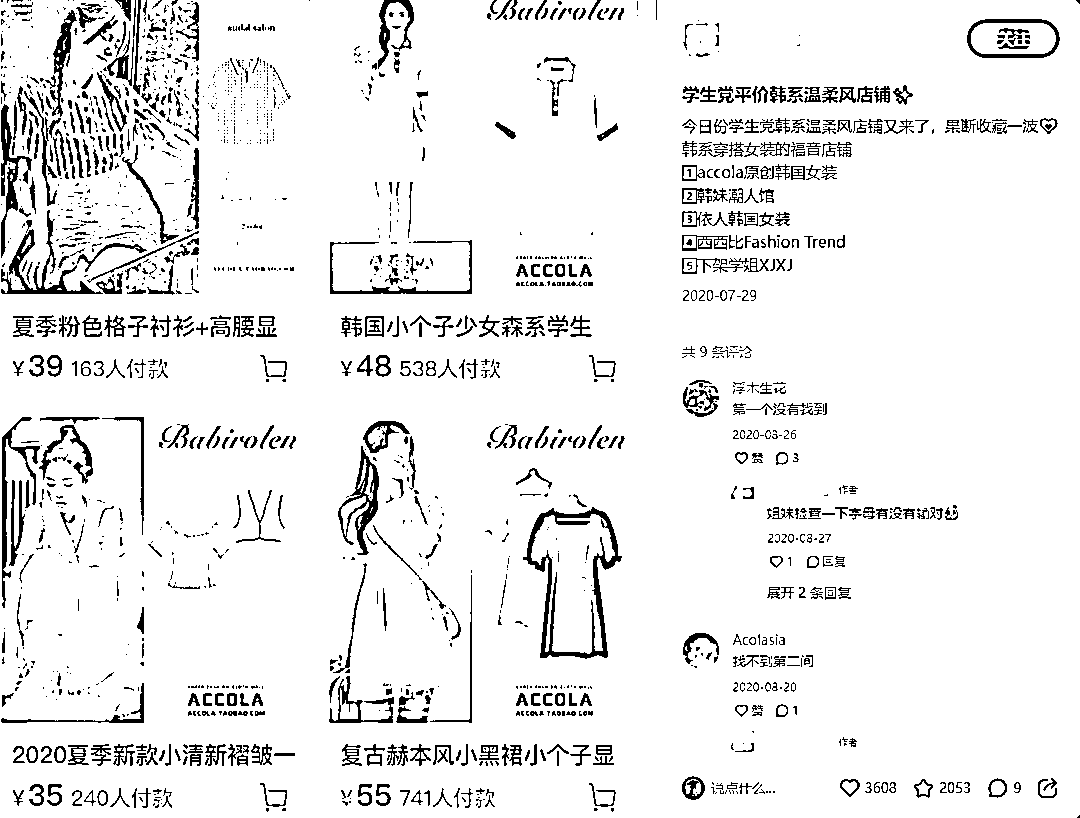 Babirolen
ACCOLA
ACCOLA.TAOBAO.COM
夏季粉色格子衬衫+高腰显
¥39 163人付款
韩国小个子少女森系学生
¥48 538人付款
Babirolen
ACCOLA
ACCOLA.TAOBAO.COM
Babirolen
ACCOLA
ACCOLA.TAOBAO.COM
2020夏季新款小清新褶皱一
¥35 240人付款
复古赫本风小黑裙小个子显
¥55 741人付款
关注
学生党平价韩系温柔风店铺
今日份学生党韩系温柔风店铺又来了，果断收藏一波
韩系穿搭女装的福音店铺
1accola原创韩国女装
2韩妹潮人馆
3依人韩国女装
4西西比Fashion Trend
5下架学姐XJXJ
2020-07-29
共 9 条评论
浮木生花
第一个没有找到
2020-08-26
赞 3
作者
姐妹检查一下字母有没有输对
2020-08-27
1 回复
展开 2 条回复
Acolasia
找不到第二间
2020-08-20
赞 1
作者
说点什么...
3608 2053 9